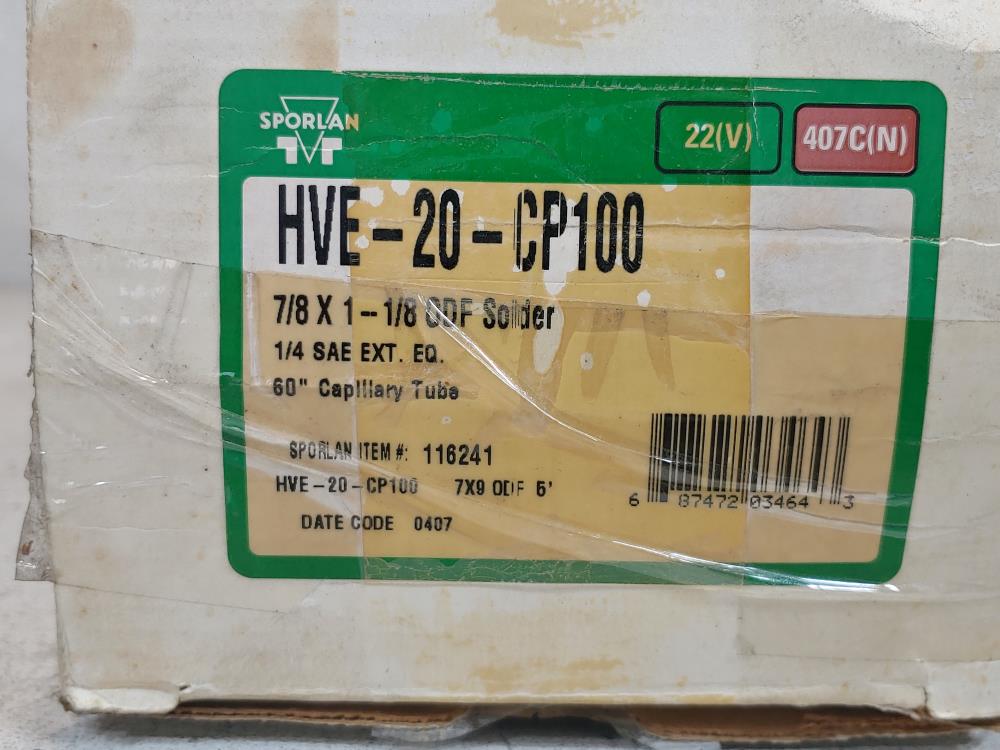 SPORLAN
22(V)
407C(N)
HVE-20-CP100
7/8 X 1-1/8 ODF Solder
1/4 SAE EXT. EQ.
60" Capillary Tube
SPORLAN ITEM #: 116241
HVE-20-CP100 7X9 ODF 5'
DATE CODE 0407
6 87472 03464 3